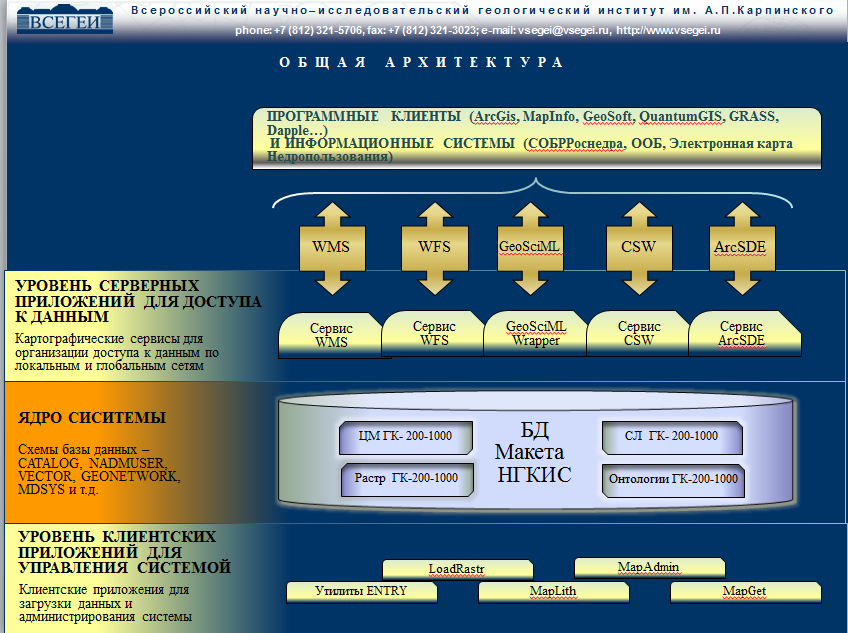 ВСЕГЕИ
Всероссийский научно–исследовательский геологический институт им. А.П.Карпинского
phone: +7 (812) 321-5706, fax: +7 (812) 321-3023; e-mail: vsegei@vsegei.ru, http://www.vsegei.ru
ОБЩАЯ АРХИТЕКТУРА
ПРОГРАММНЫЕ КЛИЕНТЫ (ArcGis, MapInfo, GeoSoft, QuantumGIS, GRASS,
Dapple…)
И ИНФОРМАЦИОННЫЕ СИСТЕМЫ (СОБРРоснедра, ООБ, Электронная карта
Недропользования)
WMS
WFS
GeoSciML
CSW
ArcSDE
УРОВЕНЬ СЕРВЕРНЫХ
ПРИЛОЖЕНИЙ ДЛЯ ДОСТУПА
К ДАННЫМ
Картографические сервисы для
организации доступа к данным по
локальным и глобальным сетям
Сервис
WMS
Сервис
WFS
GeoSciML
Wrapper
Сервис
CSW
Сервис
ArcSDE
ЯДРО СИСИТЕМЫ
Схемы базы данных –
CATALOG, NADMUSER,
VECTOR, GEONETWORK,
MDSYS и т.д.
ЦМ ГК- 200-1000
Растр ГК-200-1000
БД
Макета
НГКИС
СЛ ГК- 200-1000
Онтологии ГК-200-1000
УРОВЕНЬ КЛИЕНТСКИХ
ПРИЛОЖЕНИЙ ДЛЯ
УПРАВЛЕНИЯ СИСТЕМОЙ
Клиентские приложения для
загрузки данных и
администрирования системы
LoadRastr
MapAdmin
Утилиты ENTRY
MapLith
MapGet